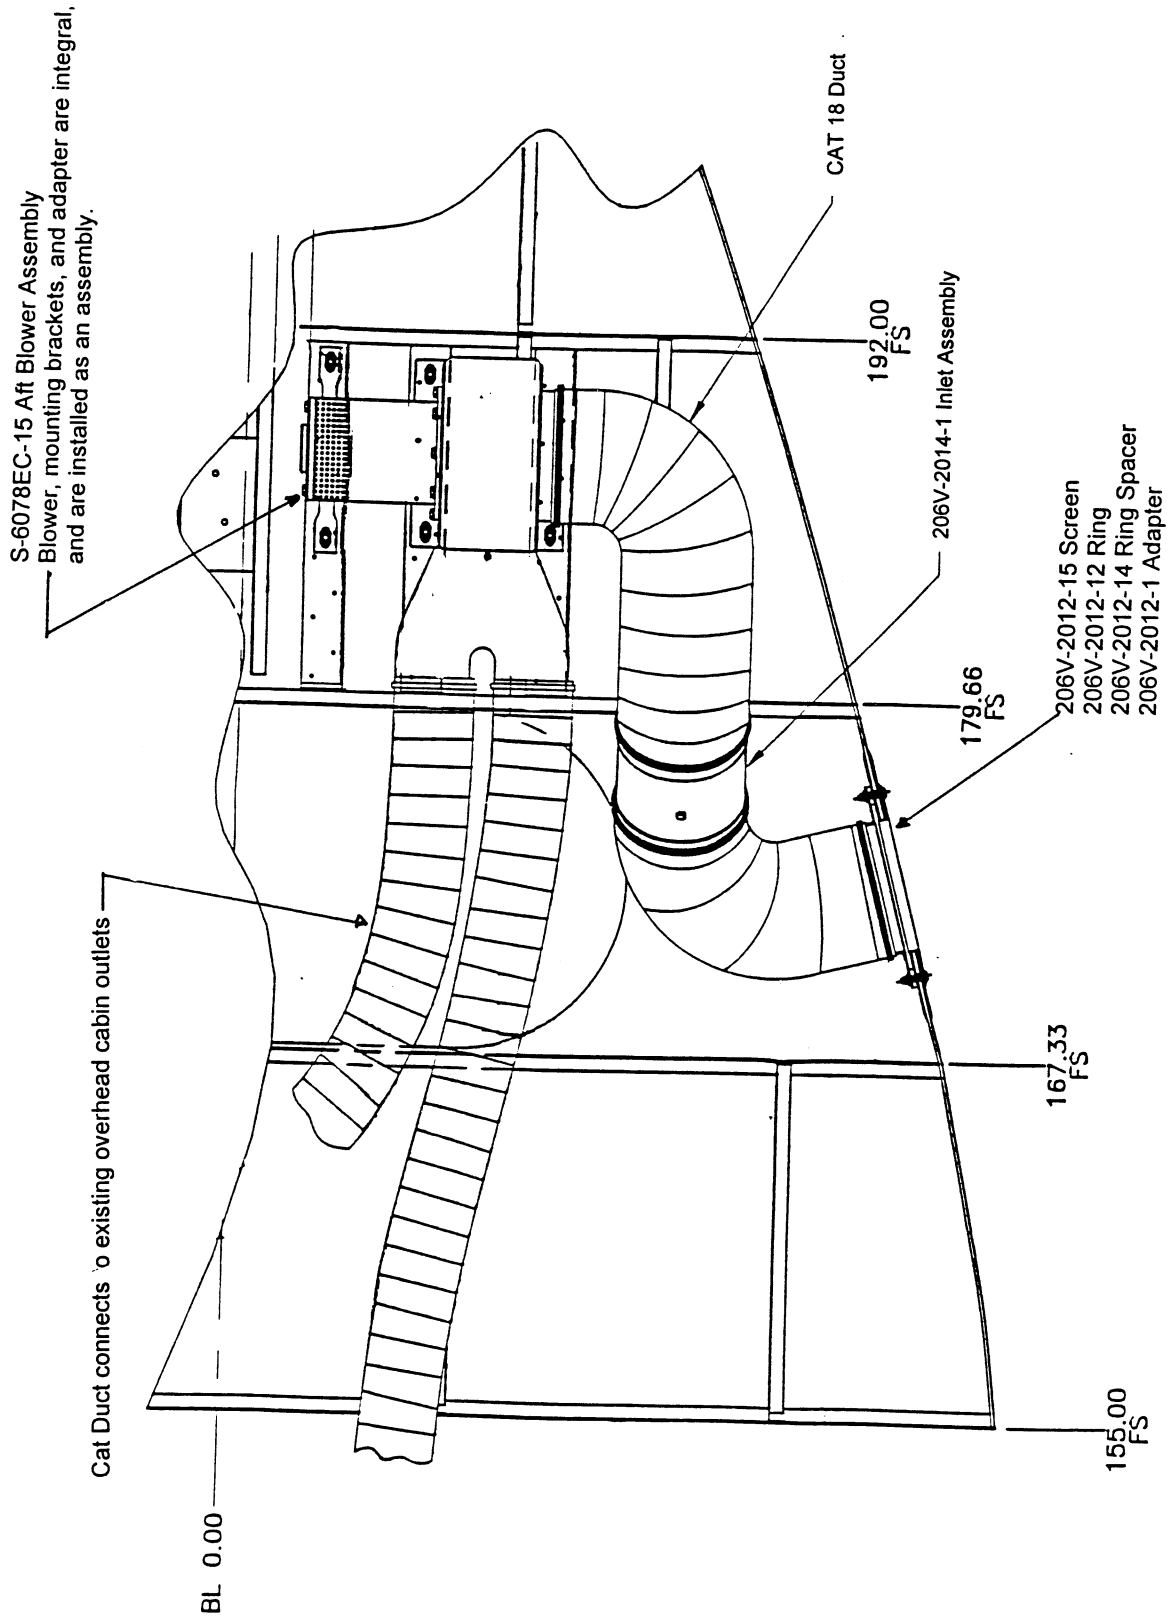 S-6078EC-15 Aft Blower Assembly
Blower, mounting brackets, and adapter are integral,
and are installed as an assembly.
CAT 18 Duct
206V-2014-1 Inlet Assembly
206V-2012-15 Screen
206V-2012-12 Ring
206V-2012-14 Ring Spacer
206V-2012-1 Adapter
Cat Duct connects 'o existing overhead cabin outlets
BL 0.00
192.00
FS
179.66
FS
167.33
FS
155.00
FS